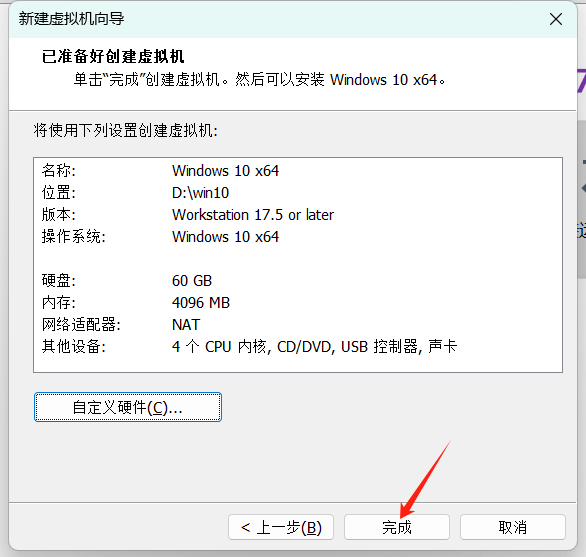 新建虚拟机向导
已准备好创建虚拟机
单击“完成”创建虚拟机。然后可以安装 Windows 10 x64。
将使用下列设置创建虚拟机:
名称: Windows 10 x64
位置: D:\win10
版本: Workstation 17.5 or later
操作系统: Windows 10 x64
硬盘: 60 GB
内存: 4096 MB
网络适配器: NAT
其他设备: 4 个 CPU 内核, CD/DVD, USB 控制器, 声卡
自定义硬件(C)...
< 上一步(B) 完成 取消